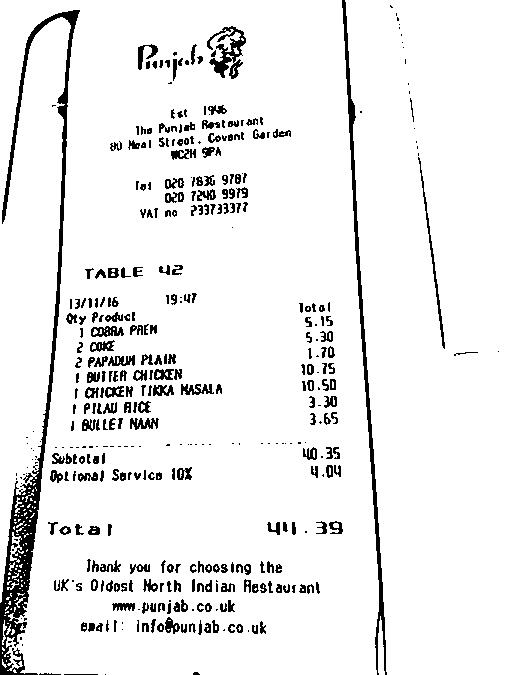 Punjab
Est 1946
The Punjab Restaurant
80 Neal Street, Covent Garden
WC2H 9PA
Tel 020 7836 9787
020 7240 9979
VAT no 233733377
TABLE 42
13/11/16 19:47
Total
Qty Product
1 COBRA PREM 5.15
2 COKE 5.30
2 PAPADUM PLAIN 1.70
1 BUTTER CHICKEN 10.75
1 CHICKEN TIKKA MASALA 10.50
1 PILAU RICE 3.30
1 BULLET NAAN 3.65
Subtotal 40.35
Optional Service 10% 4.04
Total 44.39
Thank you for choosing the
UK's Oldest North Indian Restaurant
www.punjab.co.uk
email: info@punjab.co.uk